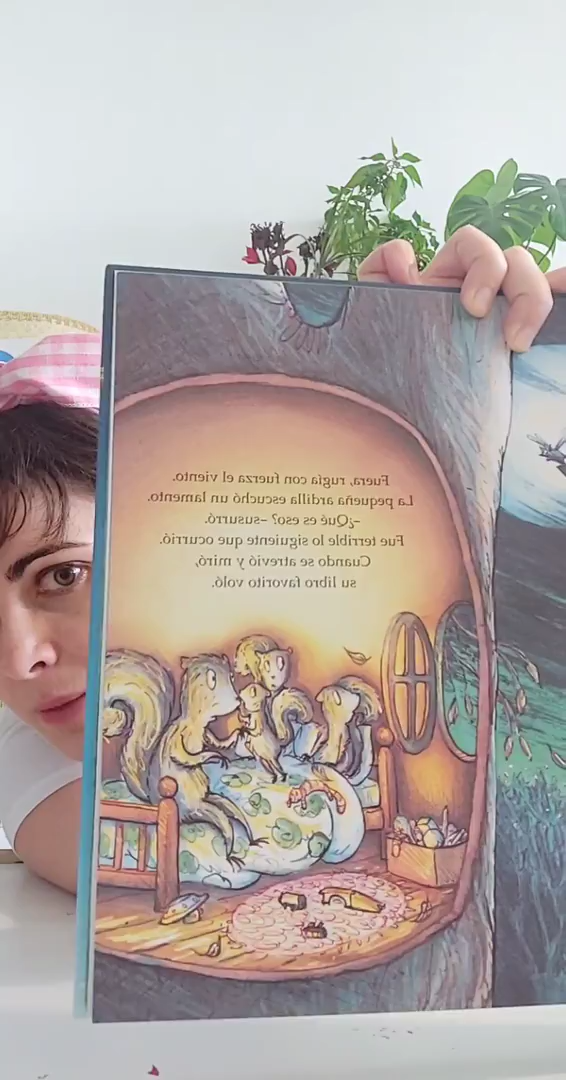 Fuera, rugía con fuerza el viento.
La pequeña ardilla escuchó un lamento.
–¿Qué es eso? –susurró.
Fue terrible lo siguiente que ocurrió.
Cuando se atrevió y miró,
su libro favorito voló.